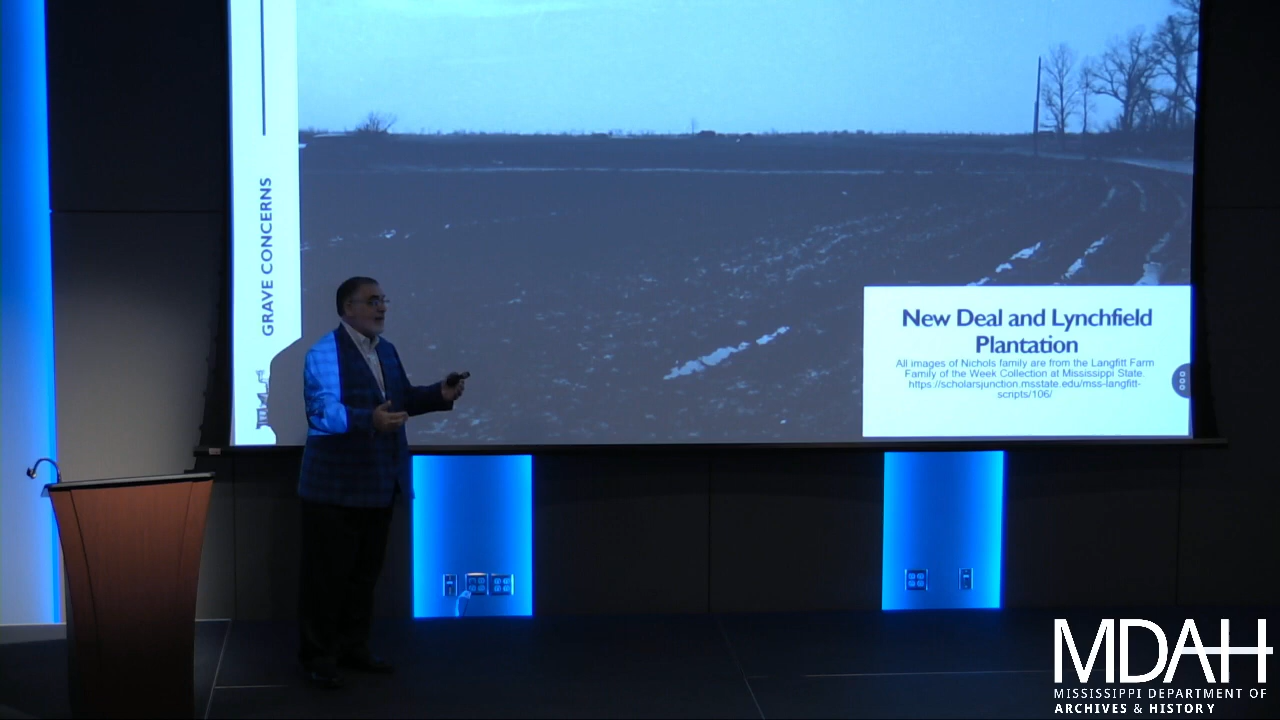 GRAVE CONCERNS
New Deal and Lynchfield
Plantation
All images of Nichols family are from the Langfitt Farm
Family of the Week Collection at Mississippi State.
https://scholarsjunction.msstate.edu/mss-langfitt-
scripts/106/
MDAH
MISSISSIPPI DEPARTMENT OF
ARCHIVES & HISTORY